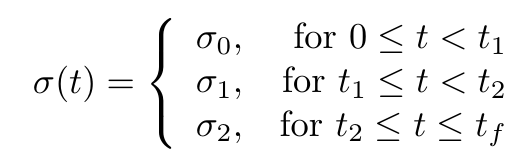 σ(t) = { σ₀, for 0 ≤ t < t₁
σ₁, for t₁ ≤ t < t₂
σ₂, for t₂ ≤ t ≤ t_f